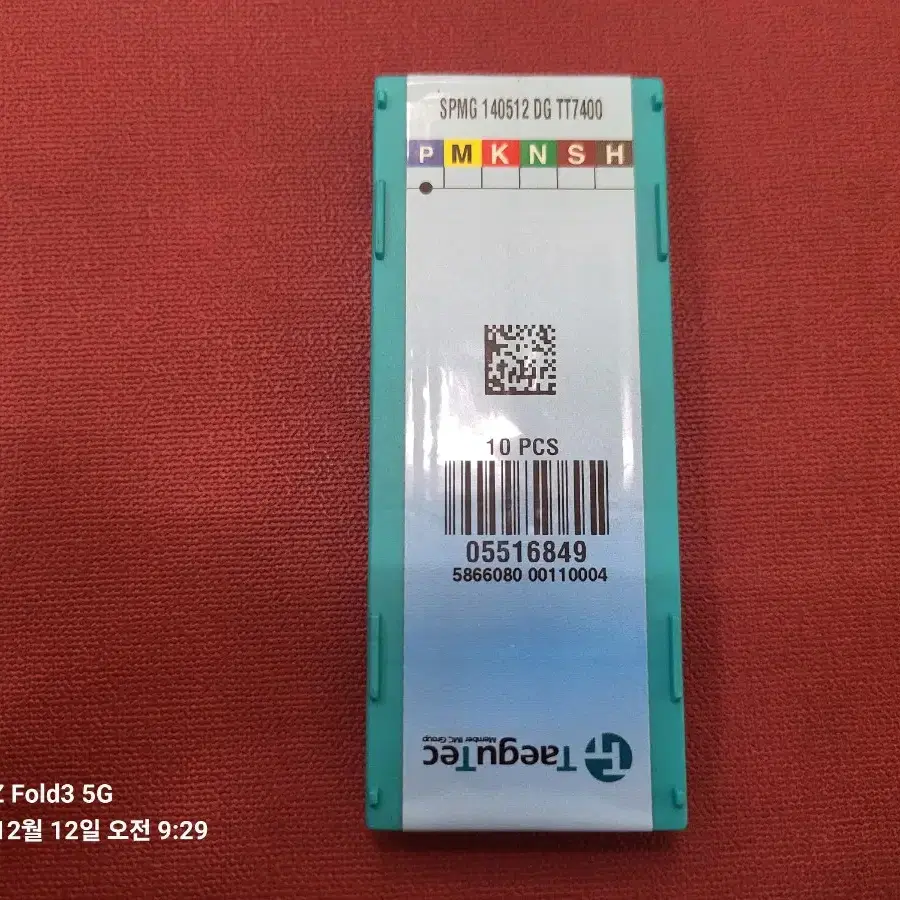 SPMG 140512 DG TT7400
P M K N S H
10 PCS
05516849
5866080 00110004
TaeguTec
Member IMC Group
Z Fold3 5G
12월 12일 오전 9:29